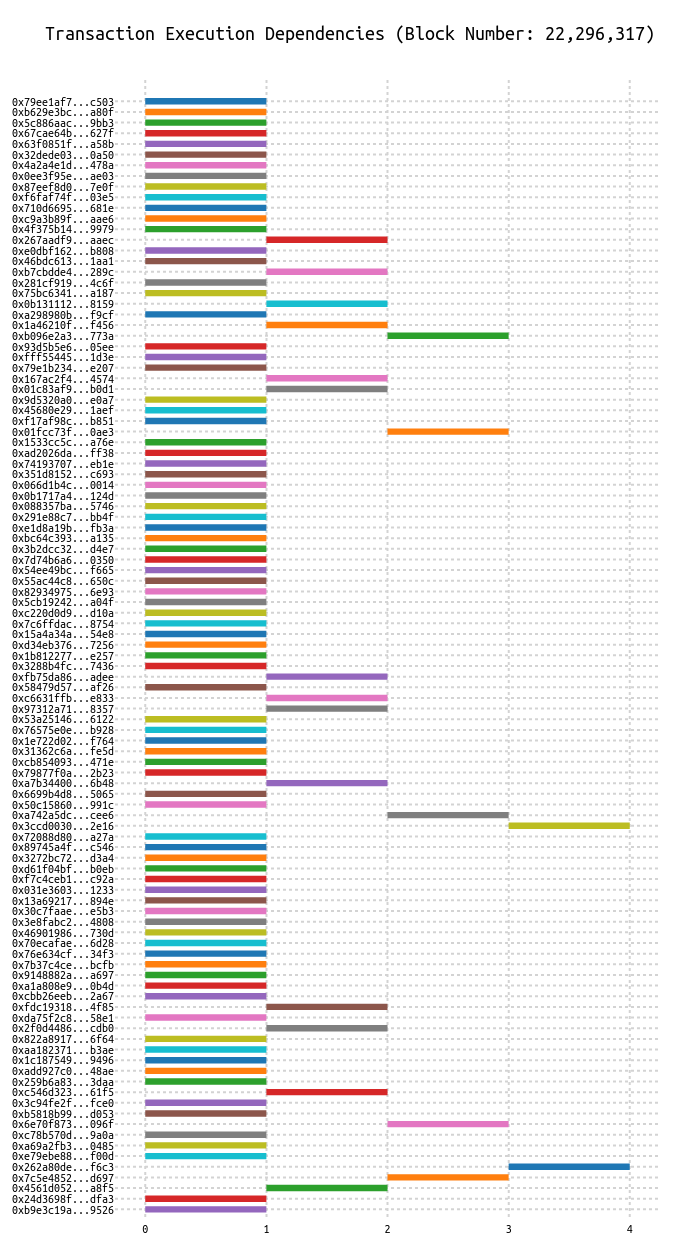 Transaction Execution Dependencies (Block Number: 22,296,317)
0x79ee1af7...c503
0xb629e3bc...a80f
0x5c886aac...9bb3
0x67cae64b...627f
0x63f0851f...a58b
0x32dede03...0a50
0x4a2a4e1d...478a
0x0ee3f95e...ae03
0x87eef8d0...7e0f
0xf6faf74f...03e5
0x710d6695...681e
0xc9a3b89f...aae6
0x4f375b14...9979
0x267aadf9...aaec
0xe0dbf162...b808
0x46bdc613...1aa1
0xb7cbdde4...289c
0x281cf919...4c6f
0x75bc6341...a187
0x0b131112...8159
0xa298980b...f9cf
0x1a46210f...f456
0xb096e2a3...773a
0x93d5b5e6...05ee
0xfff55445...1d3e
0x79e1b234...e207
0x167ac2f4...4574
0x01c83af9...b0d1
0x9d5320a0...e0a7
0x45680e29...1aef
0xf17af98c...b851
0x01fcc73f...0ae3
0x1533cc5c...a76e
0xad2026da...ff38
0x74193707...eb1e
0x351d8152...c693
0x066d1b4c...0014
0x0b1717a4...124d
0x088357ba...5746
0x291e88c7...bb4f
0xe1d8a19b...fb3a
0xbc64c393...a135
0x3b2dcc32...d4e7
0x7d74b6a6...0350
0x54ee49bc...f665
0x55ac44c8...650c
0x82934975...6e93
0x5cb19242...a04f
0xc220d0d9...d10a
0x7c6ffdac...8754
0x15a4a34a...54e8
0xd34eb376...7256
0x1b812277...e257
0x3288b4fc...7436
0xfb75da86...adee
0x58479d57...af26
0xc6631ffb...e833
0x97312a71...8357
0x53a25146...6122
0x76575e0e...b928
0x1e722d02...f764
0x31362c6a...fe5d
0xcb854093...471e
0x79877f0a...2b23
0xa7b34400...6b48
0x6699b4d8...5065
0x50c15860...991c
0xa742a5dc...cee6
0x3ccd0030...2e16
0x72088d80...a27a
0x89745a4f...c546
0x3272bc72...d3a4
0xd61f04bf...b0eb
0xf7c4ceb1...c92a
0x031e3603...1233
0x13a69217...894e
0x30c7faae...e5b3
0x3e8fabc2...4808
0x46901986...730d
0x70ecafae...6d28
0x76e634cf...34f3
0x7b37c4ce...bcfb
0x9148882a...a697
0xa1a808e9...0b4d
0xcbb26eeb...2a67
0xfdc19318...4f85
0xda75f2c8...58e1
0x2f0d4486...cdb0
0x822a8917...6f64
0xaa182371...b3ae
0x1c187549...9496
0xadd927c0...48ae
0x259b6a83...3daa
0xc546d323...61f5
0x3c94fe2f...fce0
0xb5818b99...d053
0x6e70f873...096f
0xc78b570d...9a0a
0xa69a2fb3...0485
0xe79ebe88...f00d
0x262a80de...f6c3
0x7c5e4852...d697
0x4561d052...a8f5
0x24d3698f...dfa3
0xb9e3c19a...9526
0 1 2 3 4